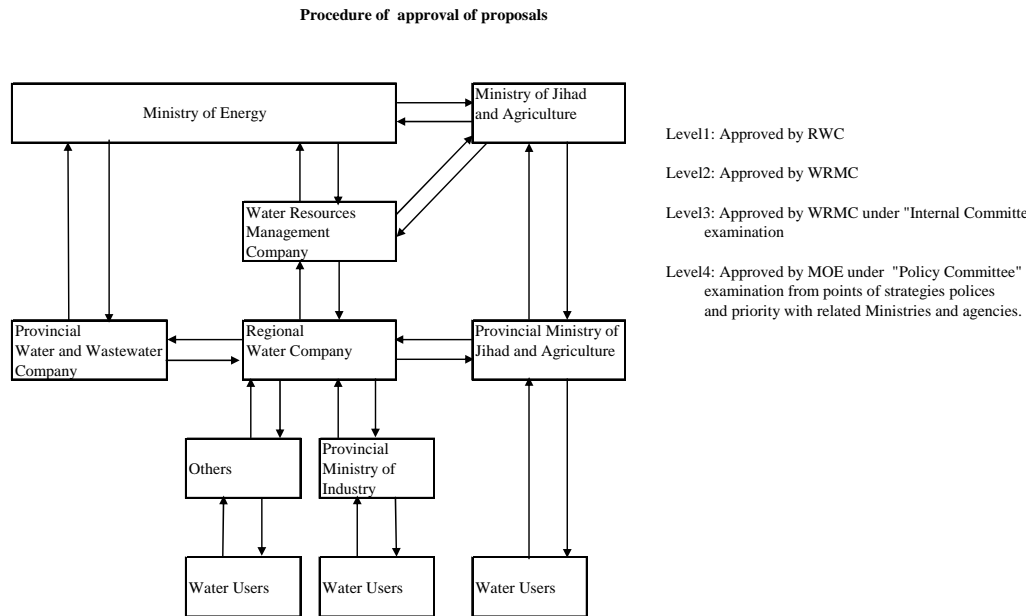 Procedure of approval of proposals
Ministry of Energy
Ministry of Jihad
and Agriculture
Level1: Approved by RWC
Level2: Approved by WRMC
Water Resources
Management
Company
Level3: Approved by WRMC under "Internal Committe
examination
Level4: Approved by MOE under "Policy Committee"
examination from points of strategies polices
and priority with related Ministries and agencies.
Provincial
Water and Wastewater
Company
Regional
Water Company
Provincial Ministry of
Jihad and Agriculture
Others
Provincial
Ministry of
Industry
Water Users
Water Users
Water Users